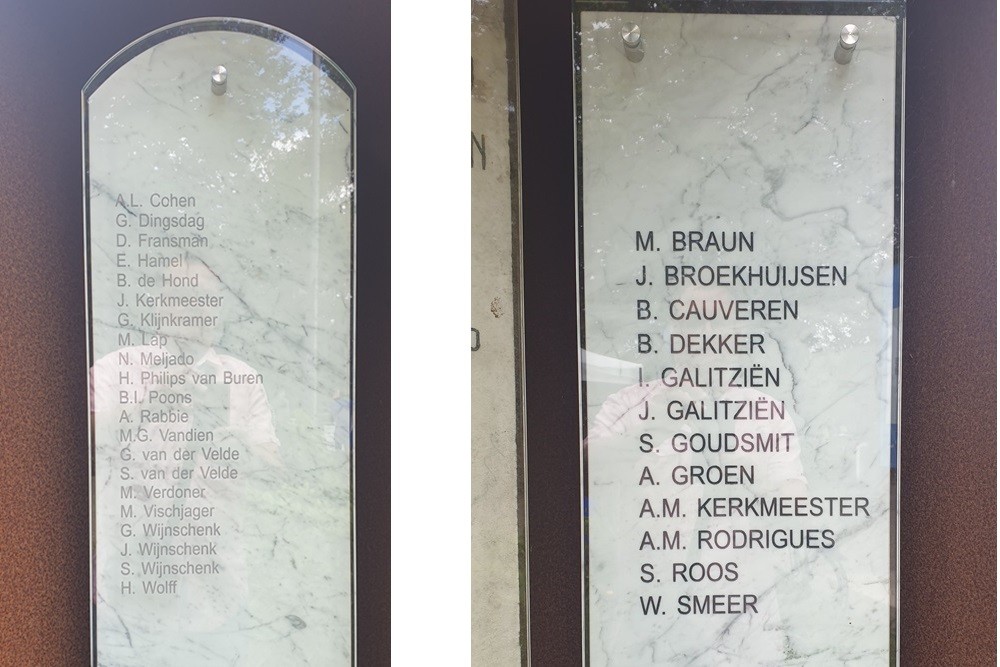 A.L. Cohen
G. Dingsdag
D. Fransman
E. Hamel
B. de Hond
J. Kerkmeester
G. Klijnkramer
M. Lap
N. Meljado
H. Philips van Buren
B.I. Poons
A. Rabbie
M.G. Vandien
G. van der Velde
S. van der Velde
M. Verdoner
M. Vischjager
G. Wijnschenk
J. Wijnschenk
S. Wijnschenk
H. Wolff
M. BRAUN
J. BROEKHUIJSEN
B. CAUVEREN
B. DEKKER
I. GALITZIËN
J. GALITZIËN
S. GOUDSMIT
A. GROEN
A.M. KERKMEESTER
A.M. RODRIGUES
S. ROOS
W. SMEER